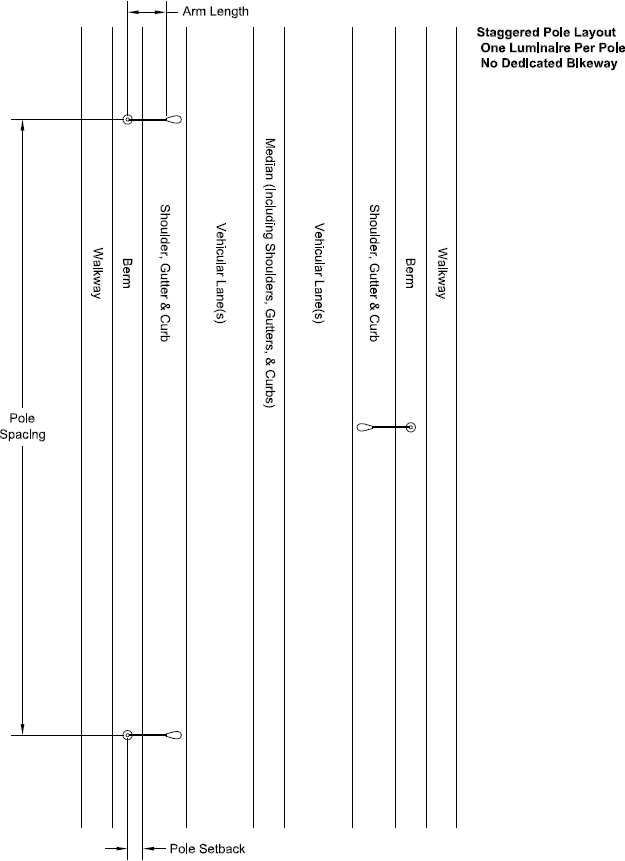 Arm Length
Staggered Pole Layout
One Luminaire Per Pole
No Dedicated Bikeway
Walkway
Berm
Shoulder, Gutter & Curb
Vehicular Lane(s)
Median (Including Shoulders, Gutters, & Curbs)
Vehicular Lane(s)
Shoulder, Gutter & Curb
Berm
Walkway
Pole
Spacing
Pole Setback